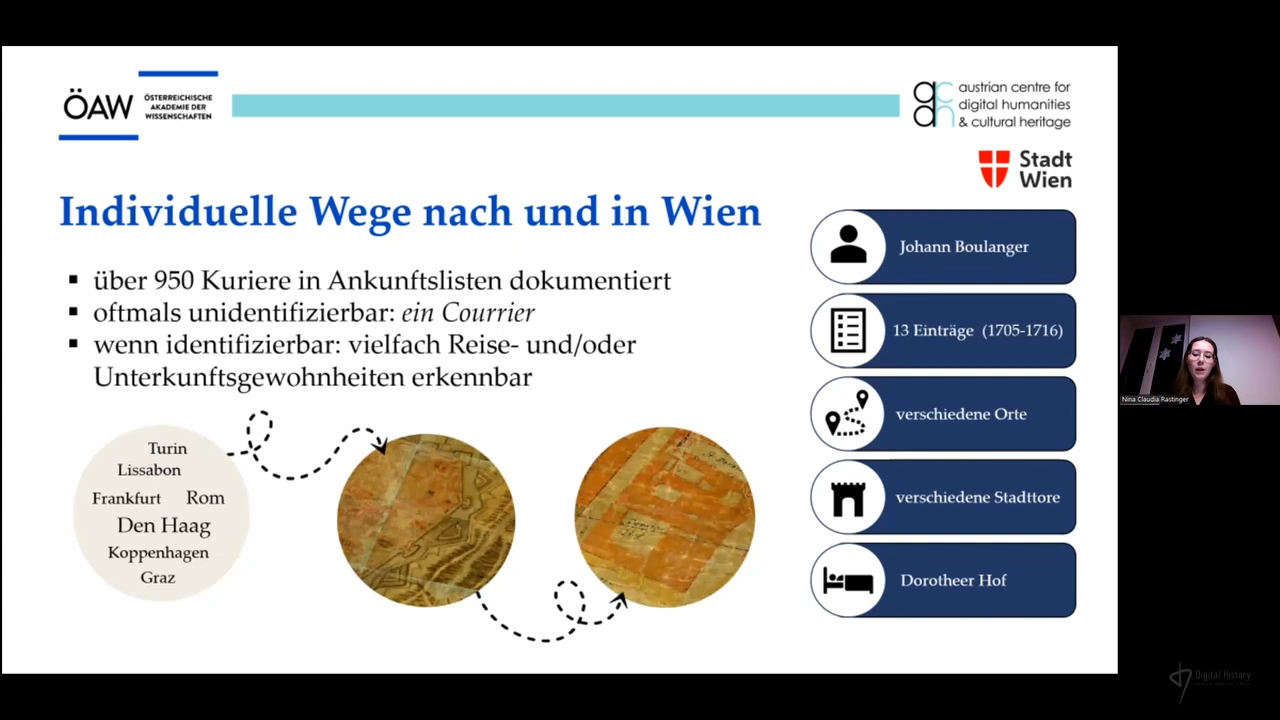 ÖAW
ÖSTERREICHISCHE
AKADEMIE DER
WISSENSCHAFTEN
austrian centre for
digital humanities
& cultural heritage
Stadt
Wien
Individuelle Wege nach und in Wien
über 950 Kuriere in Ankunftslisten dokumentiert
oftmals unidentifizierbar: ein Courrier
wenn identifizierbar: vielfach Reise- und/oder
Unterkunftsgewohnheiten erkennbar
Turin
Lissabon
Frankfurt Rom
Den Haag
Koppenhagen
Graz
Johann Boulanger
13 Einträge (1705-1716)
verschiedene Orte
verschiedene Stadttore
Dorotheer Hof
Nina Claudia Rastinger
Digital History